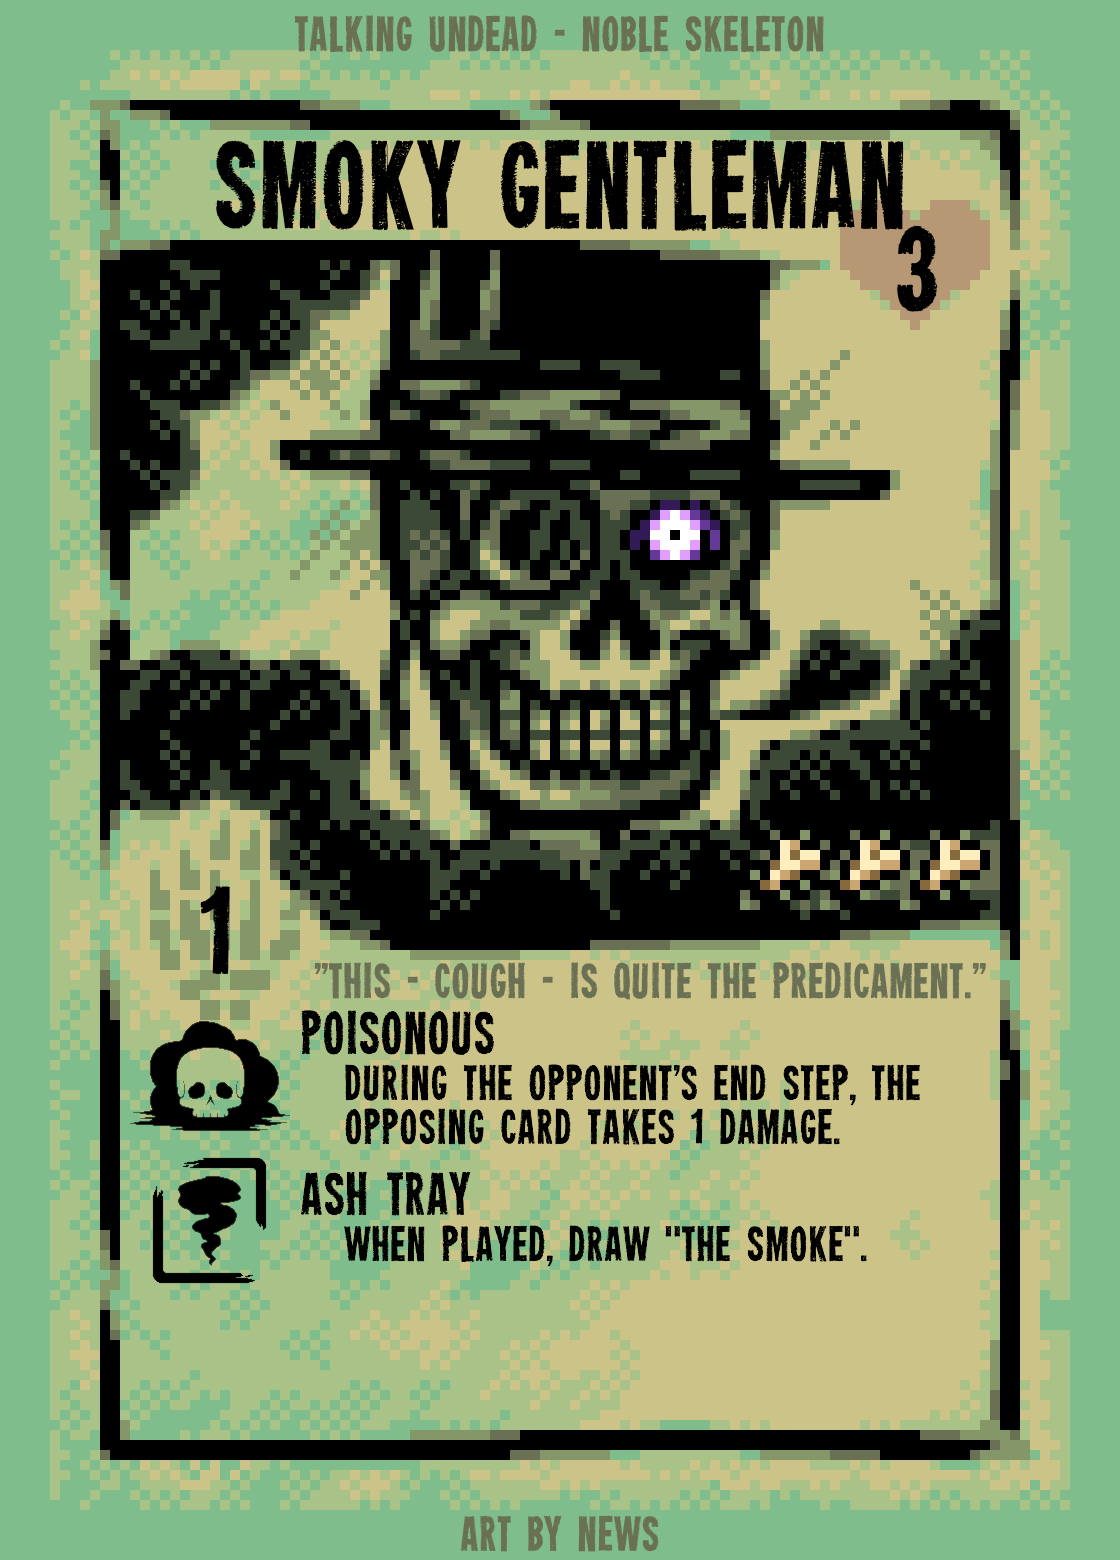 TALKING UNDEAD - NOBLE SKELETON
SMOKY GENTLEMAN
3
1
"THIS - COUGH - IS QUITE THE PREDICAMENT."
POISONOUS
DURING THE OPPONENT'S END STEP, THE
OPPOSING CARD TAKES 1 DAMAGE.
ASH TRAY
WHEN PLAYED, DRAW "THE SMOKE".
ART BY NEWS